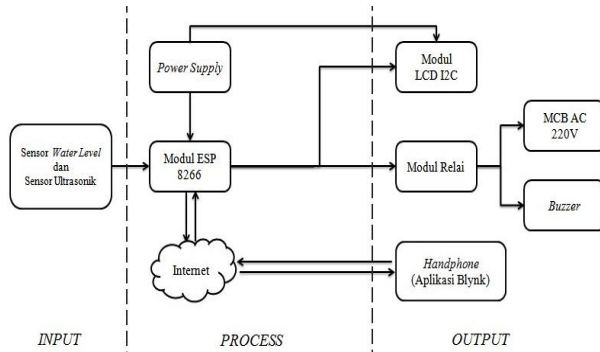 Power Supply
Modul
LCD I2C
MCB AC
220V
Sensor Water Level
dan
Sensor Ultrasonik
Modul ESP
8266
Modul Relai
Buzzer
Internet
Handphone
(Aplikasi Blynk)
INPUT
PROCESS
OUTPUT